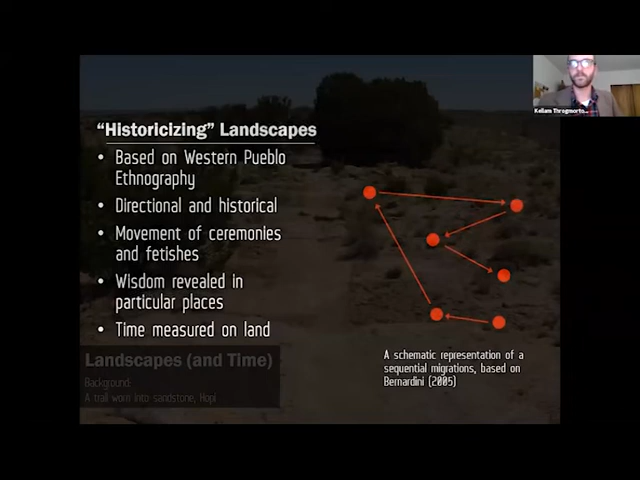 Kellam Throgmorto...
“Historicizing” Landscapes
• Based on Western Pueblo
Ethnography
• Directional and historical
• Movement of ceremonies
and fetishes
• Wisdom revealed in
particular places
• Time measured on land
Landscapes (and Time)
Background:
A trail worn into sandstone, Hopi
A schematic representation of a
sequential migrations, based on
Bernardini (2005)